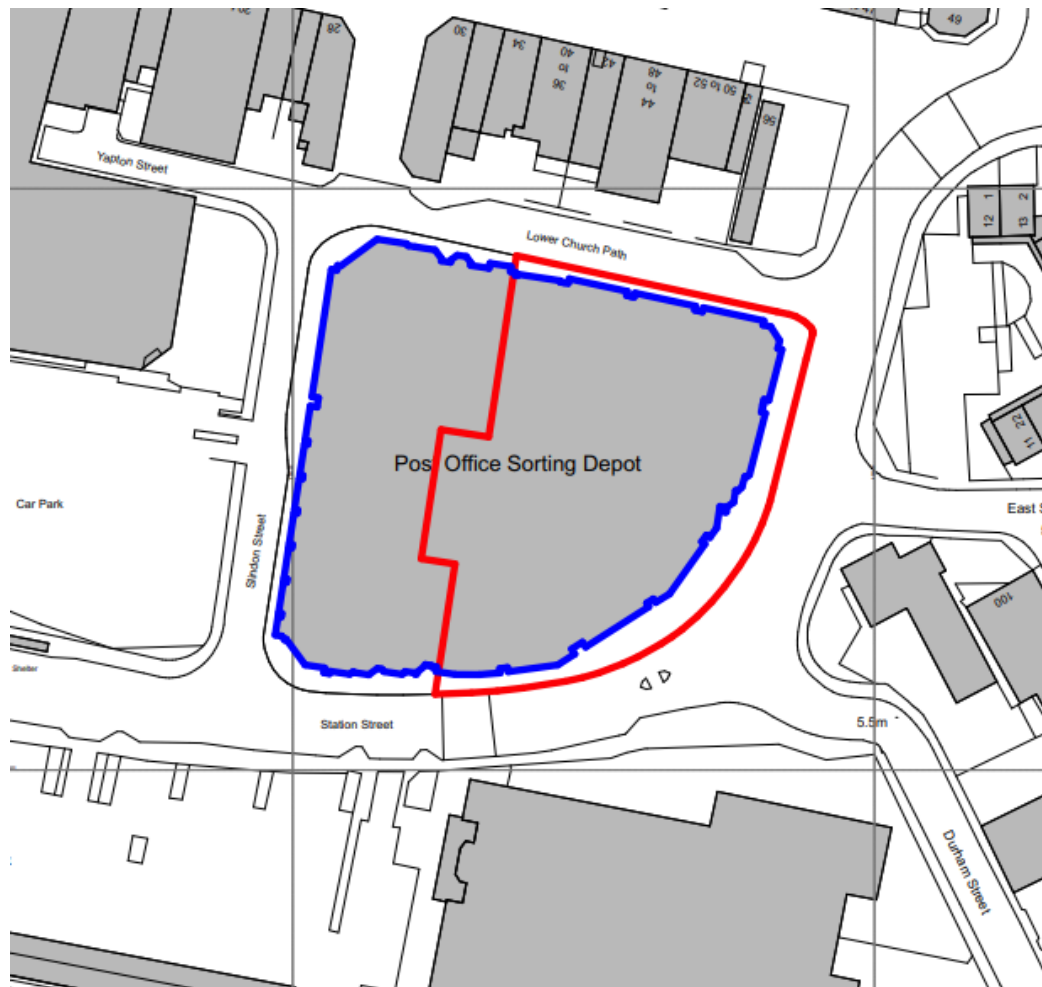 28
30
34
36 to 40
42
44 to 48
50 to 52
56
49
Yapton Street
Lower Church Path
1
2
12
13
Post Office Sorting Depot
22
11
Car Park
East S
Slindon Street
100
Shelter
Station Street
5.5m
Durham Street